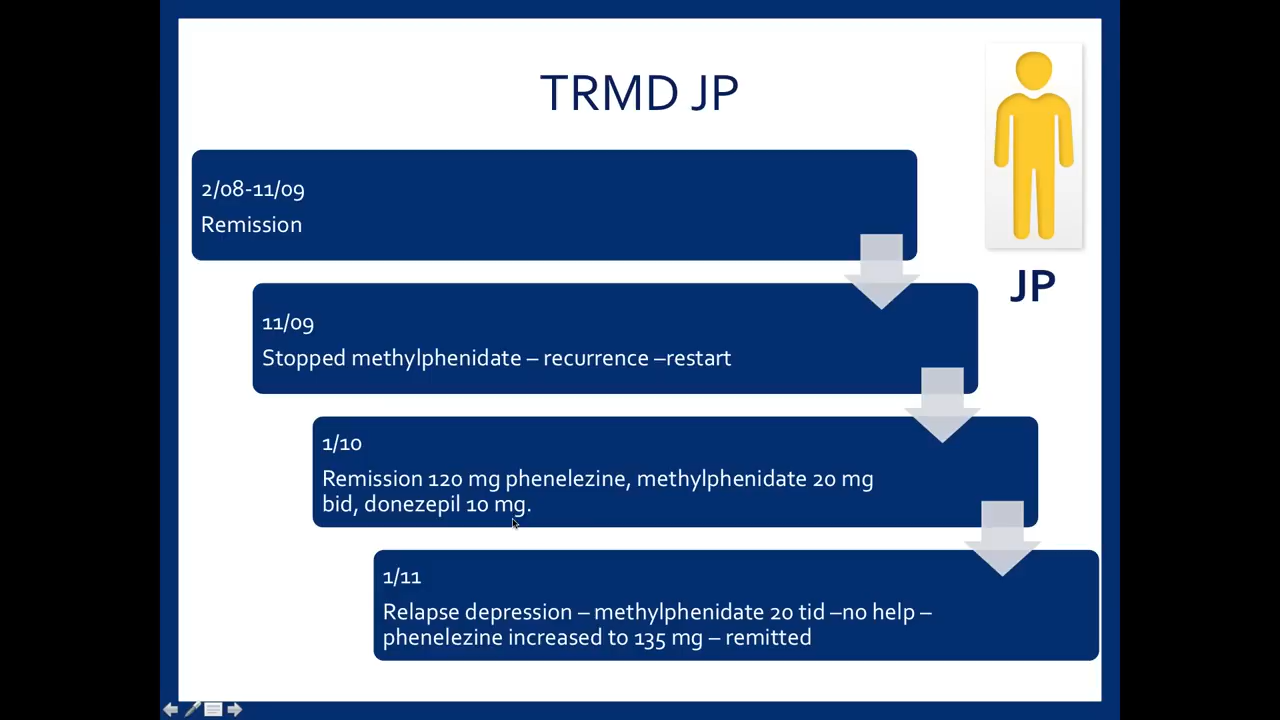 TRMD JP
JP
2/08-11/09
Remission
11/09
Stopped methylphenidate – recurrence –restart
1/10
Remission 120 mg phenelezine, methylphenidate 20 mg
bid, donezepil 10 mg.
1/11
Relapse depression – methylphenidate 20 tid –no help –
phenelezine increased to 135 mg – remitted